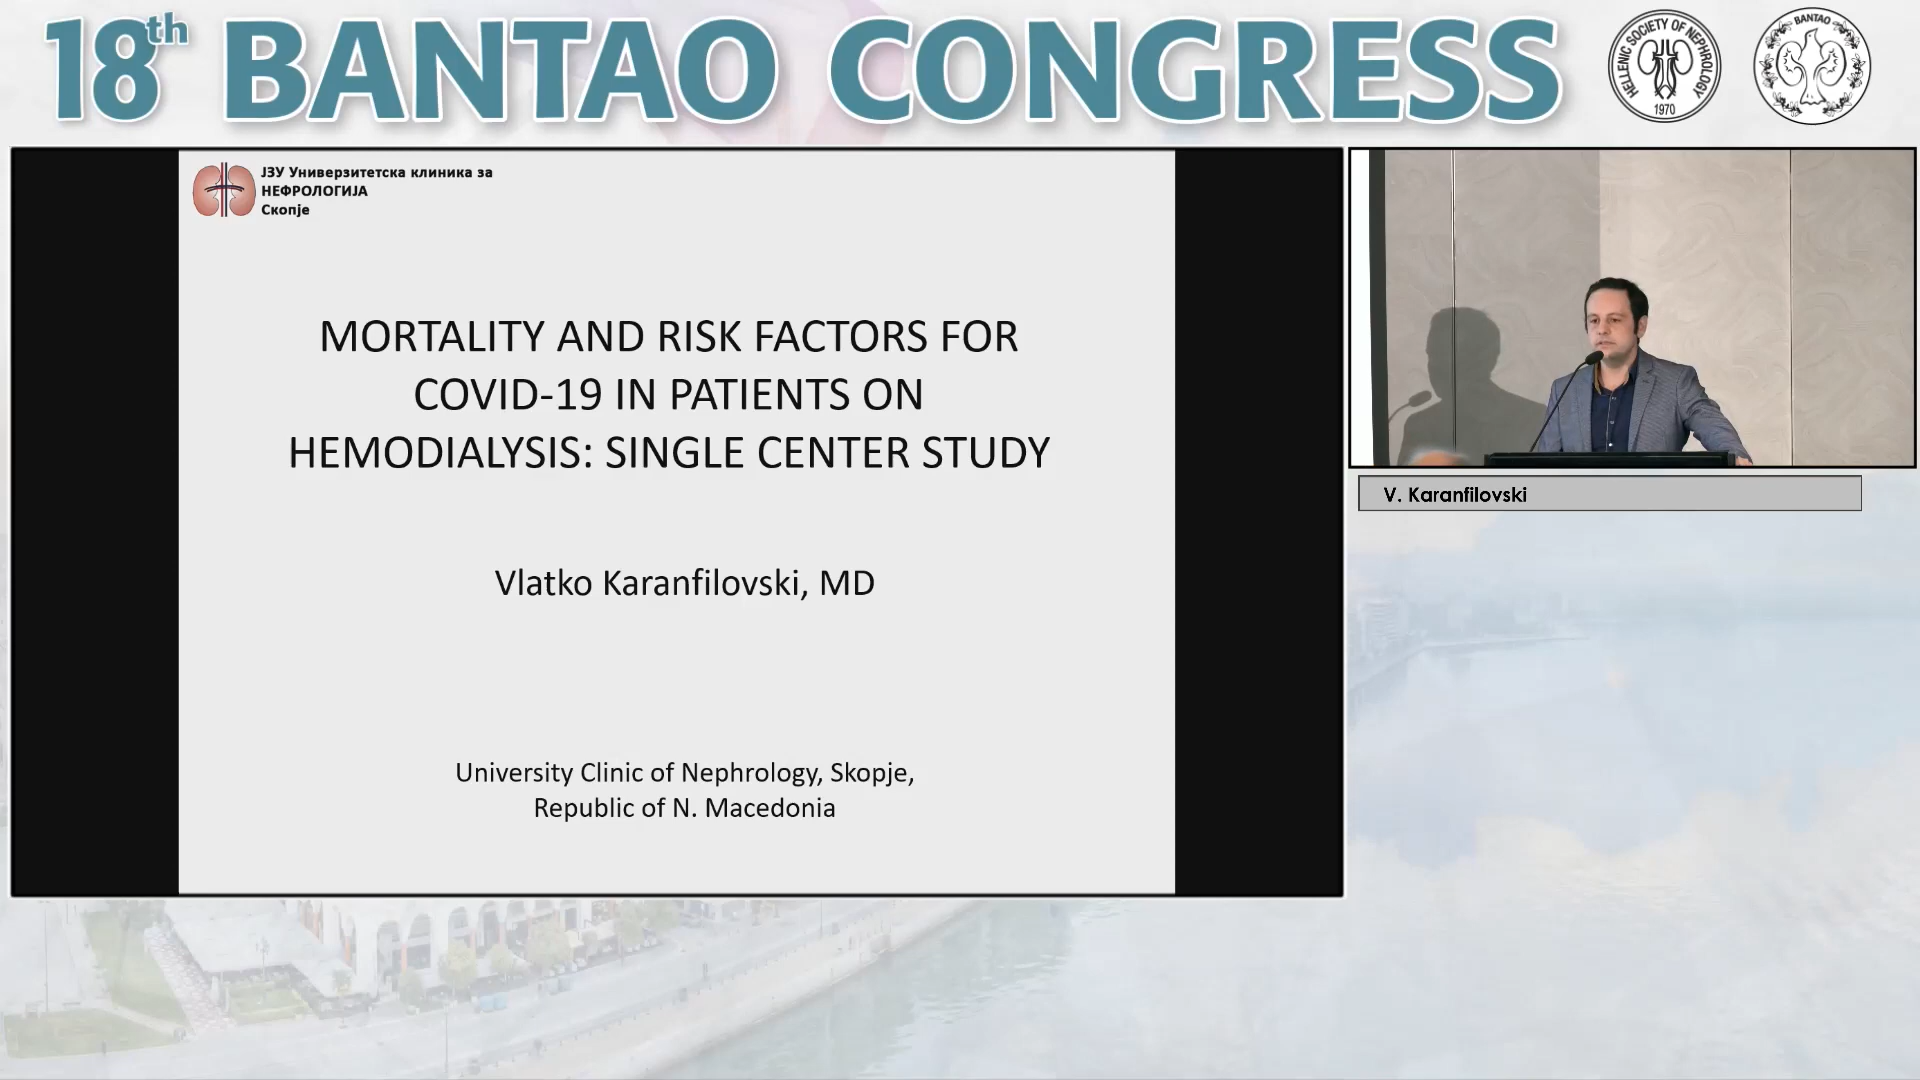 18th BANTAO CONGRESS
HELLENIC SOCIETY OF NEPHROLOGY
1970
BANTAO
ЈЗУ Универзитетска клиника за
НЕФРОЛОГИЈА
Скопје
MORTALITY AND RISK FACTORS FOR
COVID-19 IN PATIENTS ON
HEMODIALYSIS: SINGLE CENTER STUDY
Vlatko Karanfilovski, MD
University Clinic of Nephrology, Skopje,
Republic of N. Macedonia
V. Karanfilovski